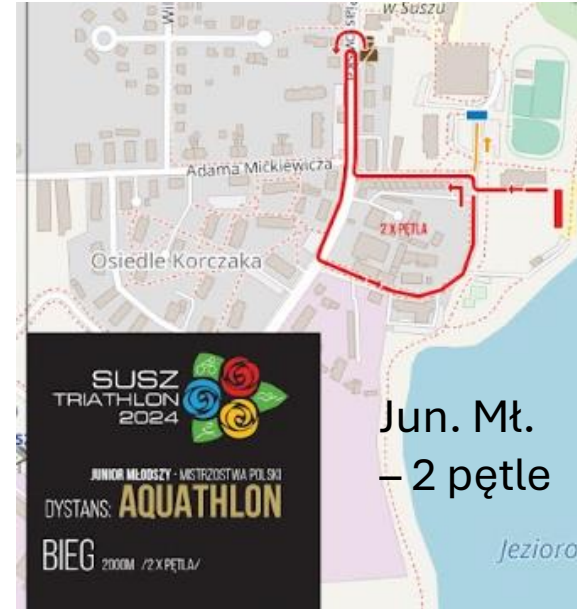 w Suszu
Adama Mickiewicza
2 X PĘTLA
Osiedle Korczaka
SUSZ
TRIATHLON
2024
JUNIOR MŁODSZY - MISTRZOSTWA POLSKI
DYSTANS: AQUATHLON
BIEG 2000M /2 X PĘTLA/
Jun. Mł.
– 2 pętle
Jezioro